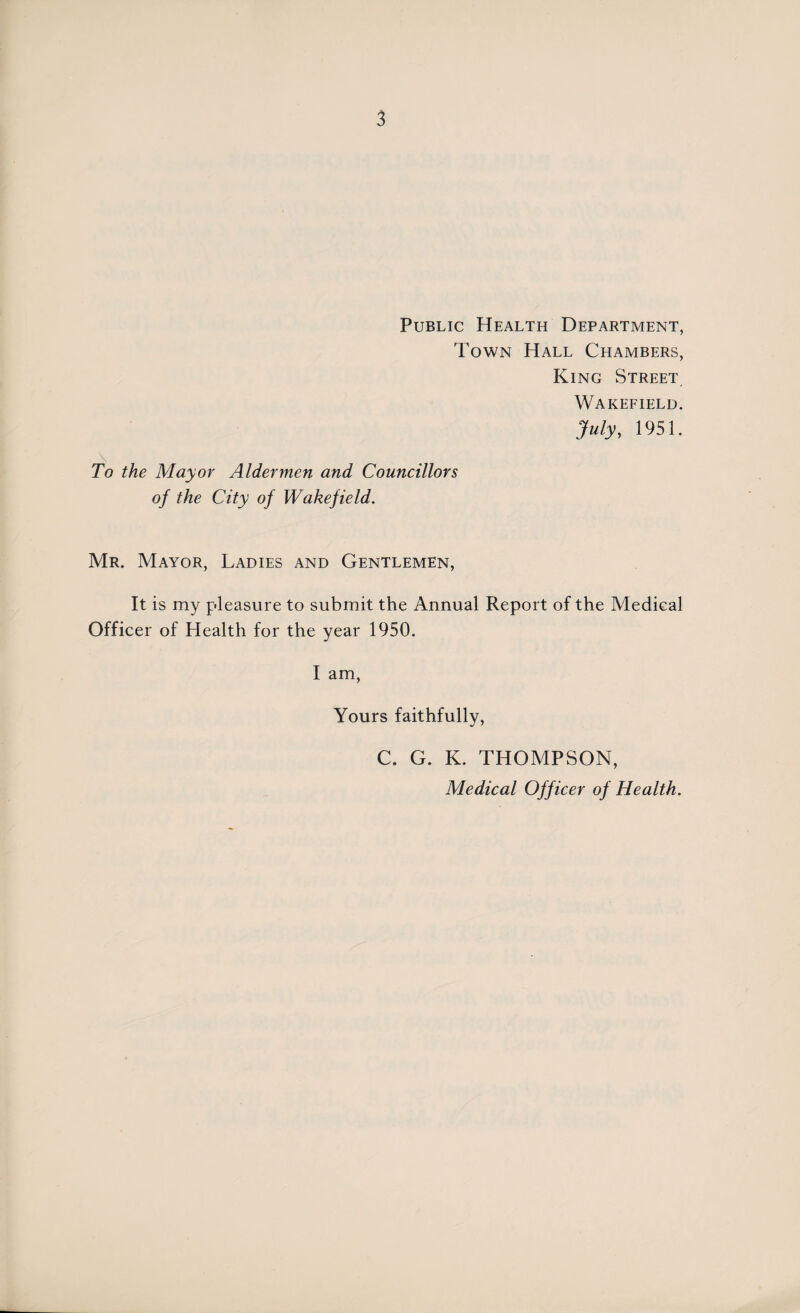 3
Public Health Department,
Town Hall Chambers,
King Street
Wakefield.
July, 1951.
To the Mayor Aldermen and Councillors
of the City of Wakefield.
Mr. Mayor, Ladies and Gentlemen,
It is my pleasure to submit the Annual Report of the Medical
Officer of Health for the year 1950.
I am,
Yours faithfully,
C. G. K. THOMPSON,
Medical Officer of Health.